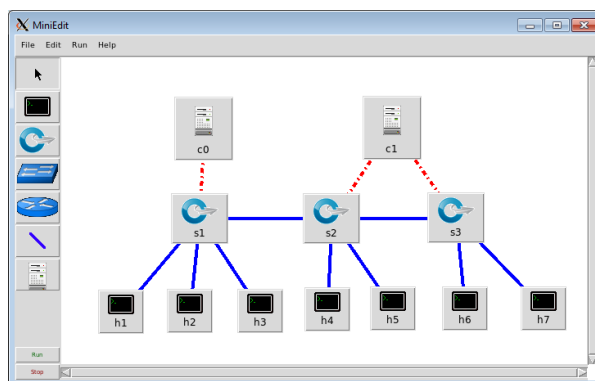 MiniEdit
File Edit Run Help
c0
c1
s1
s2
s3
h1
h2
h3
h4
h5
h6
h7
Run
Stop